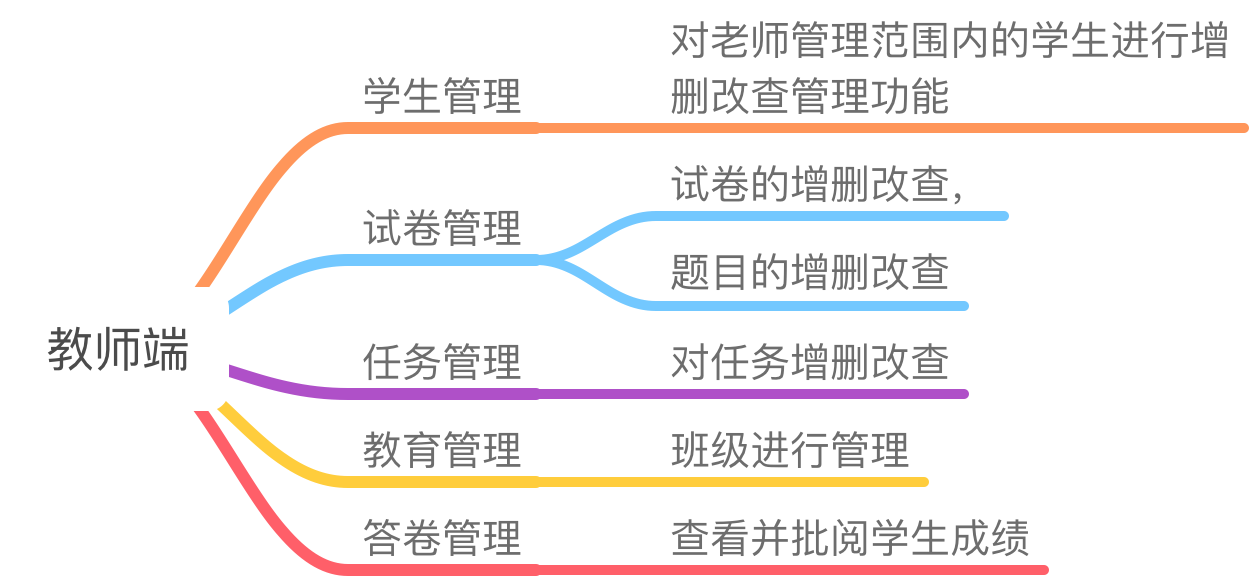 教师端
学生管理
对老师管理范围内的学生进行增
删改查管理功能
试卷管理
试卷的增删改查，
题目的增删改查
任务管理
对任务增删改查
教育管理
班级进行管理
答卷管理
查看并批阅学生成绩